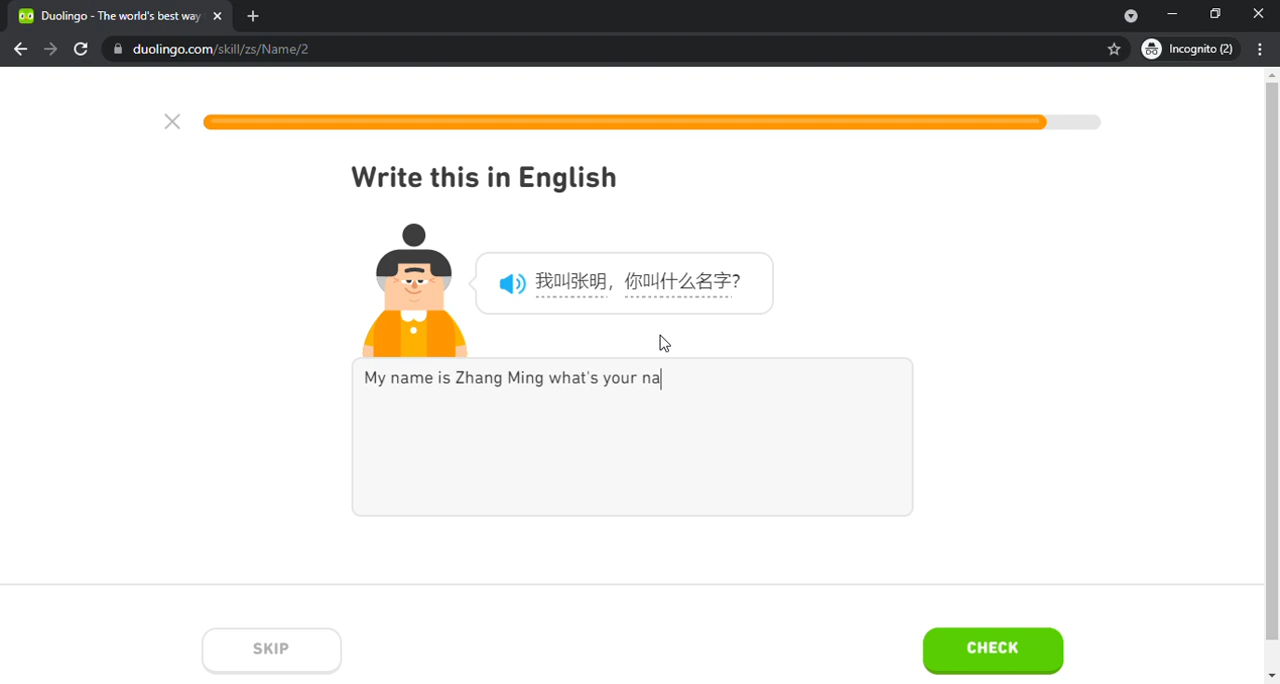 Duolingo - The world's best way
duolingo.com/skill/zs/Name/2
Incognito (2)
Write this in English
我叫张明，你叫什么名字？
My name is Zhang Ming what's your na
SKIP
CHECK